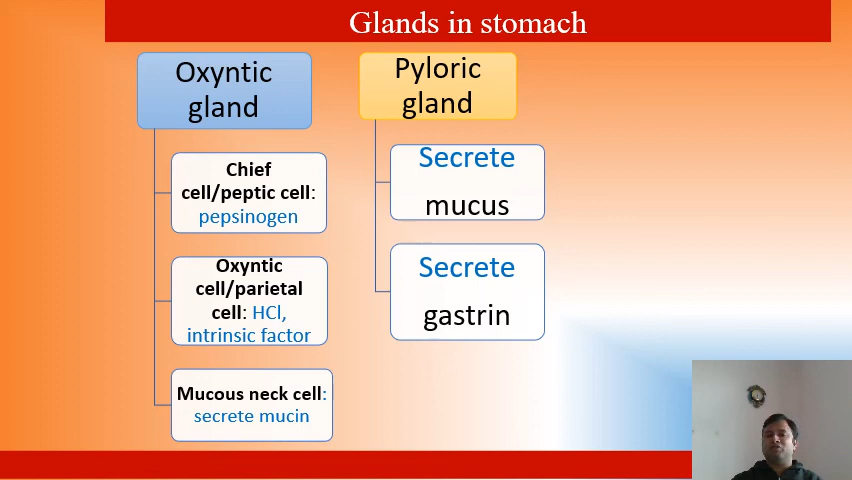 Glands in stomach
Oxyntic
gland
Chief
cell/peptic cell:
pepsinogen
Oxyntic
cell/parietal
cell: HCl,
intrinsic factor
Mucous neck cell:
secrete mucin
Pyloric
gland
Secrete
mucus
Secrete
gastrin